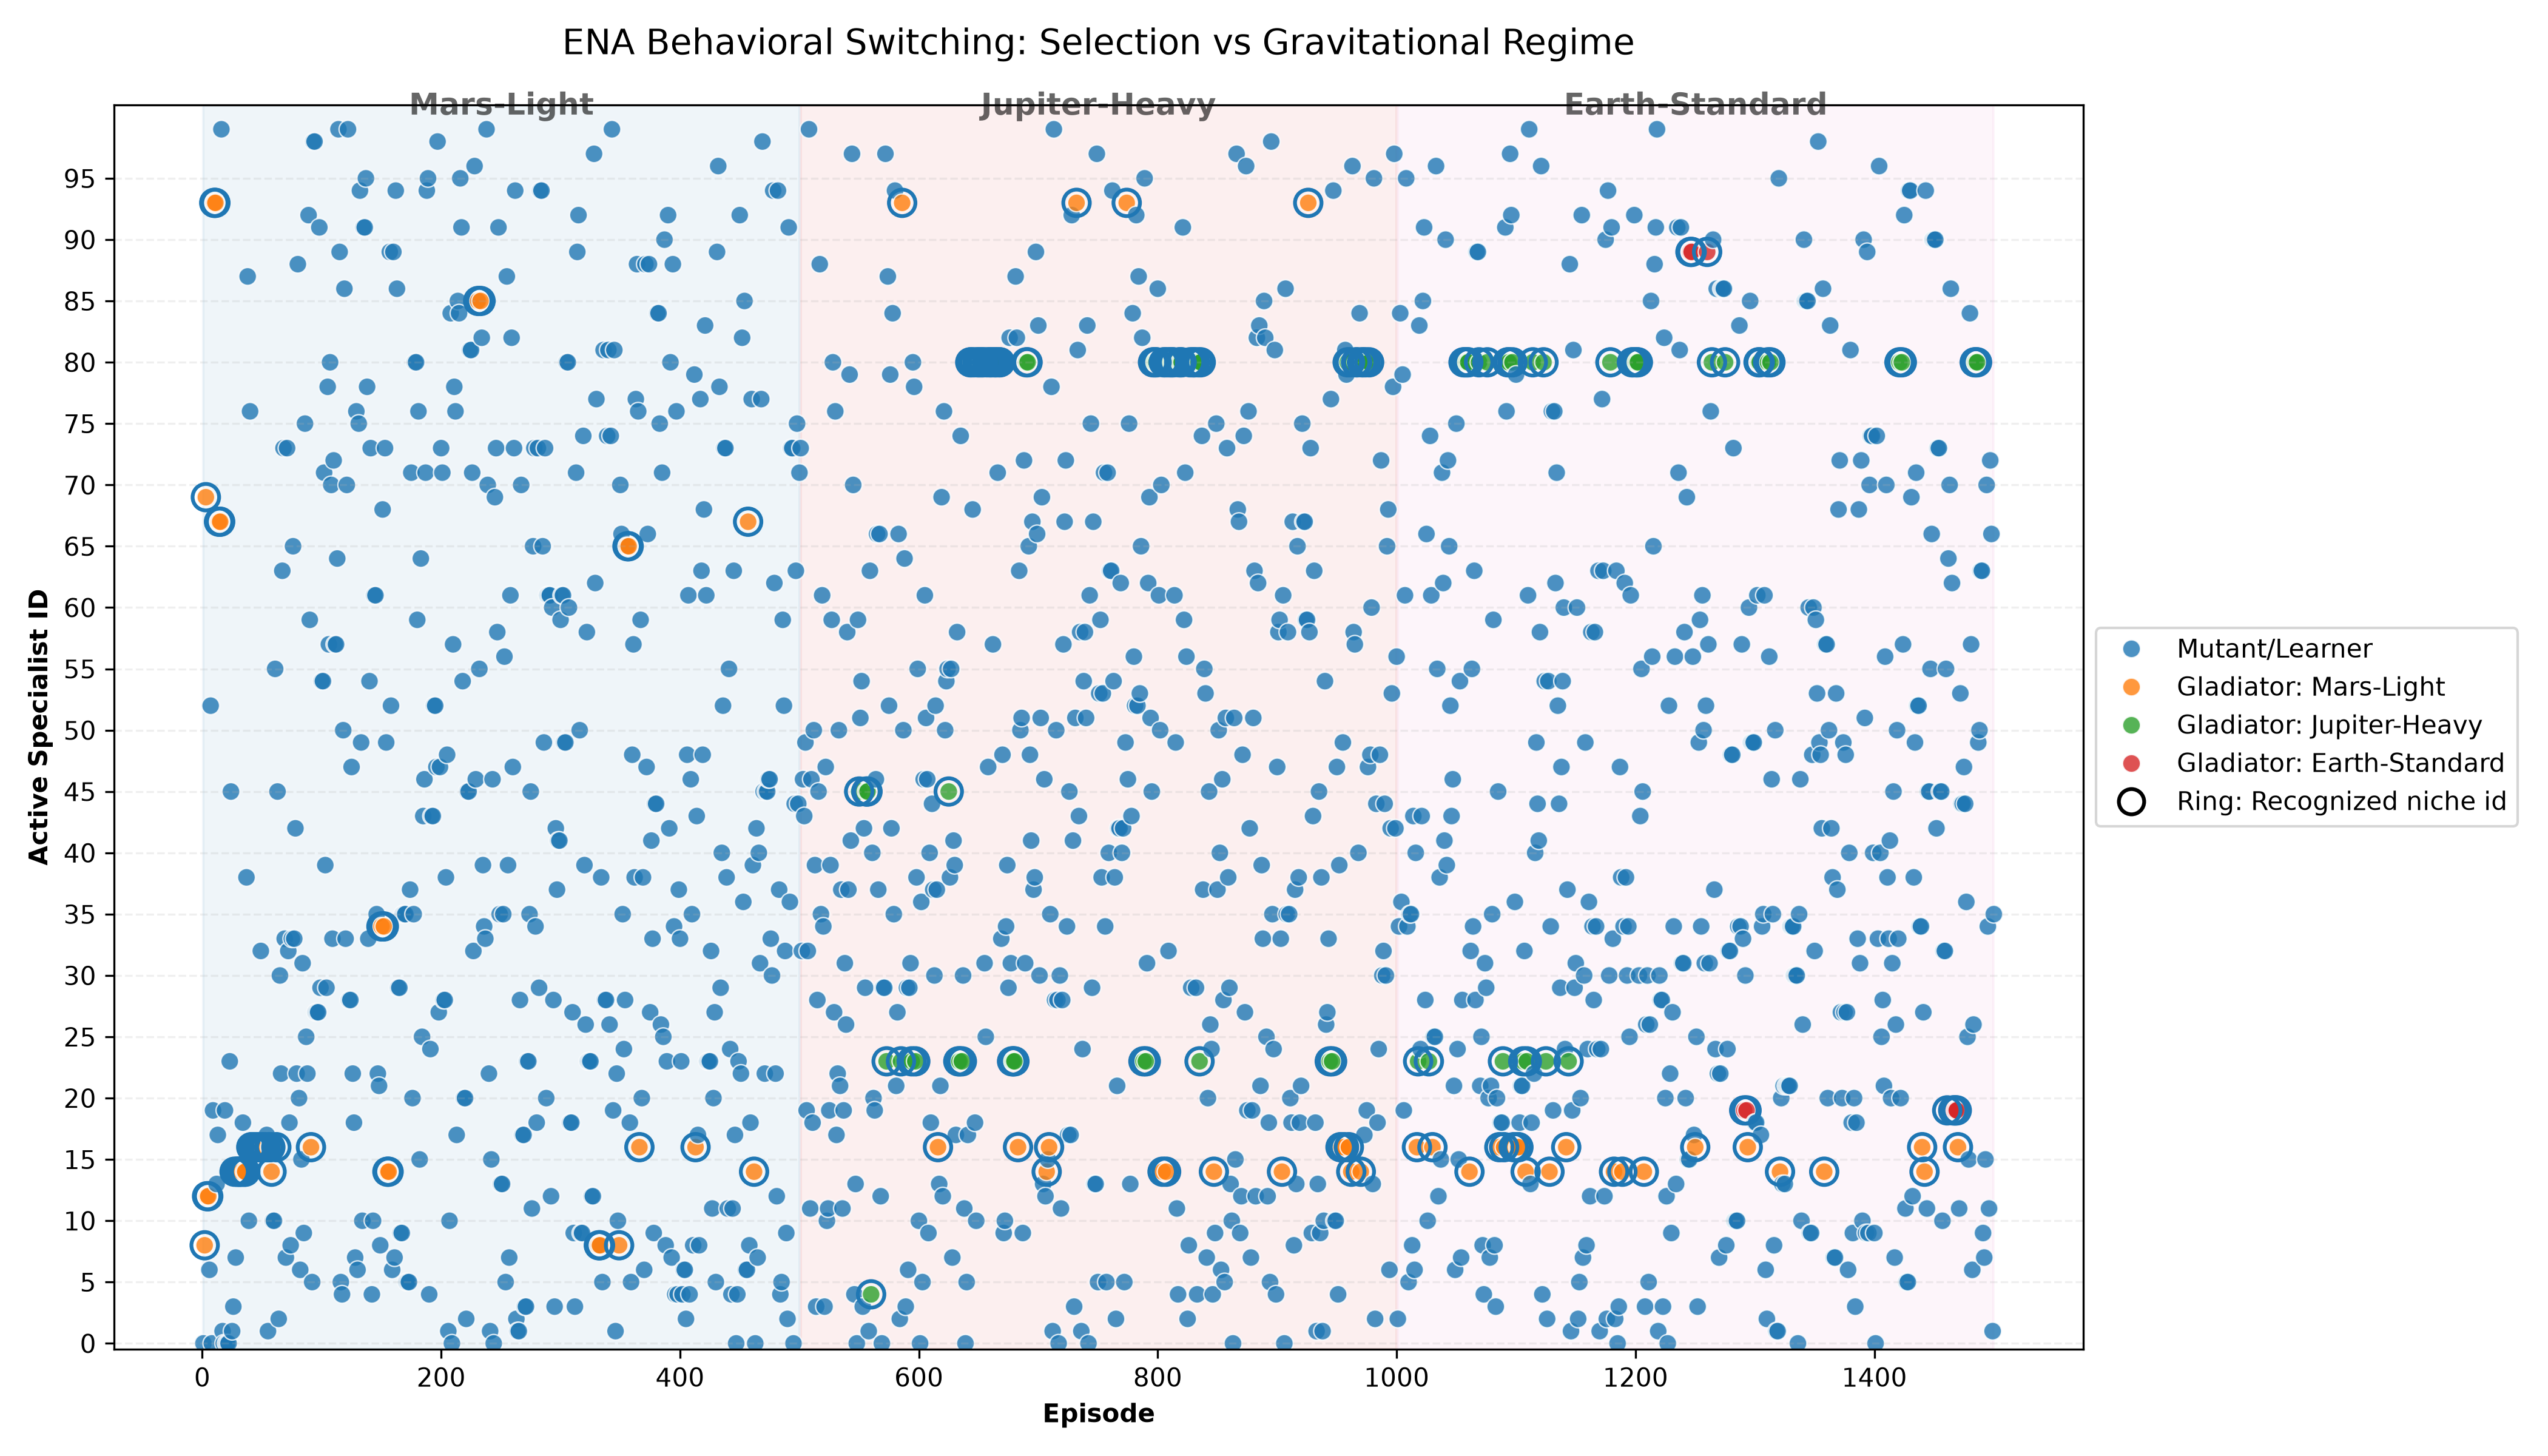 ENA Behavioral Switching: Selection vs Gravitational Regime
Mars-Light
Jupiter-Heavy
Earth-Standard
95
90
85
80
75
70
65
60
55
50
45
40
35
30
25
20
15
10
5
0
Active Specialist ID
0
200
400
600
800
1000
1200
1400
Episode
Mutant/Learner
Gladiator: Mars-Light
Gladiator: Jupiter-Heavy
Gladiator: Earth-Standard
Ring: Recognized niche id